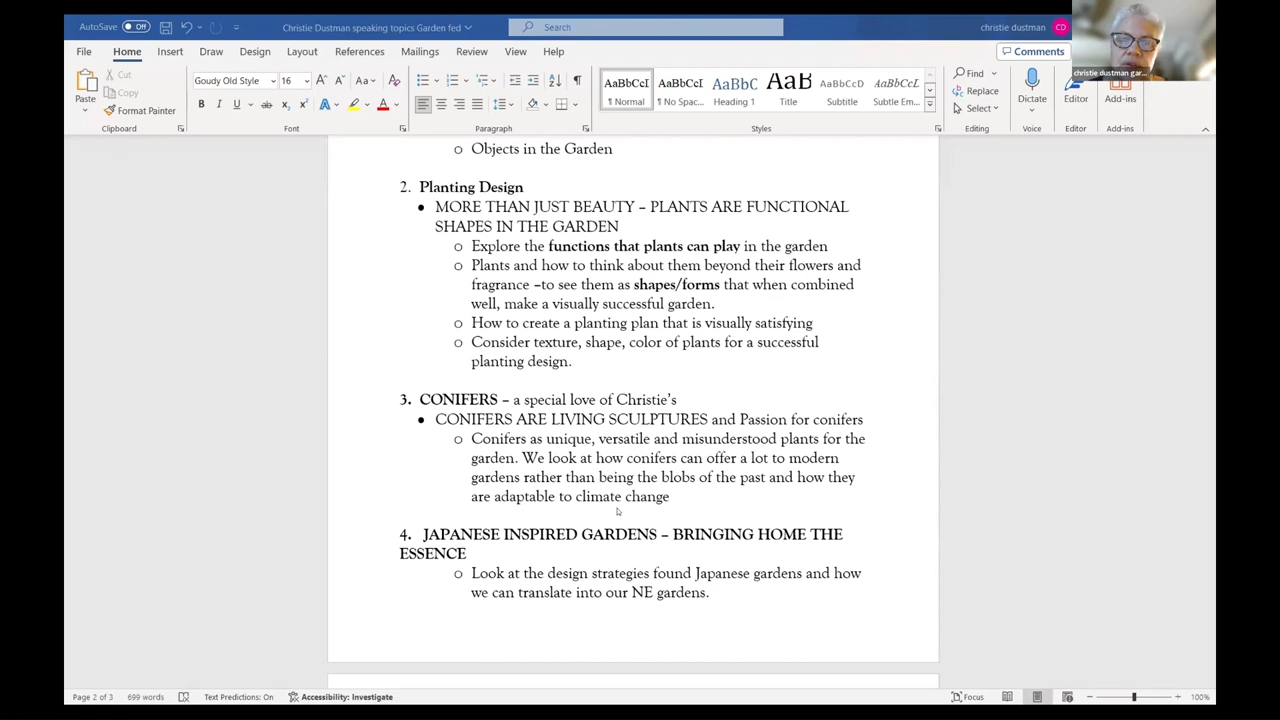 AutoSave Off
Christie Dustman speaking topics Garden fed
Search
christie dustman CD
File Home Insert Draw Design Layout References Mailings Review View Help
Comments
christie dustman gar...
Paste
Cut
Copy
Format Painter
Clipboard
Goudy Old Style 16
Font
Paragraph
AaBbCcI AaBbCcI AaBbC AaB AaBbCcD AaBbCcL
¶ Normal ¶ No Spac... Heading 1 Title Subtitle Subtle Em...
Styles
Find
Replace
Select
Editing
Dictate
Voice
Editor
Editor
Add-ins
Add-ins
o Objects in the Garden
2. Planting Design
• MORE THAN JUST BEAUTY – PLANTS ARE FUNCTIONAL
SHAPES IN THE GARDEN
o Explore the functions that plants can play in the garden
o Plants and how to think about them beyond their flowers and
fragrance –to see them as shapes/forms that when combined
well, make a visually successful garden.
o How to create a planting plan that is visually satisfying
o Consider texture, shape, color of plants for a successful
planting design.
3. CONIFERS – a special love of Christie's
• CONIFERS ARE LIVING SCULPTURES and Passion for conifers
o Conifers as unique, versatile and misunderstood plants for the
garden. We look at how conifers can offer a lot to modern
gardens rather than being the blobs of the past and how they
are adaptable to climate change
4. JAPANESE INSPIRED GARDENS – BRINGING HOME THE
ESSENCE
o Look at the design strategies found Japanese gardens and how
we can translate into our NE gardens.
Page 2 of 3 699 words Text Predictions: On Accessibility: Investigate Focus 100%